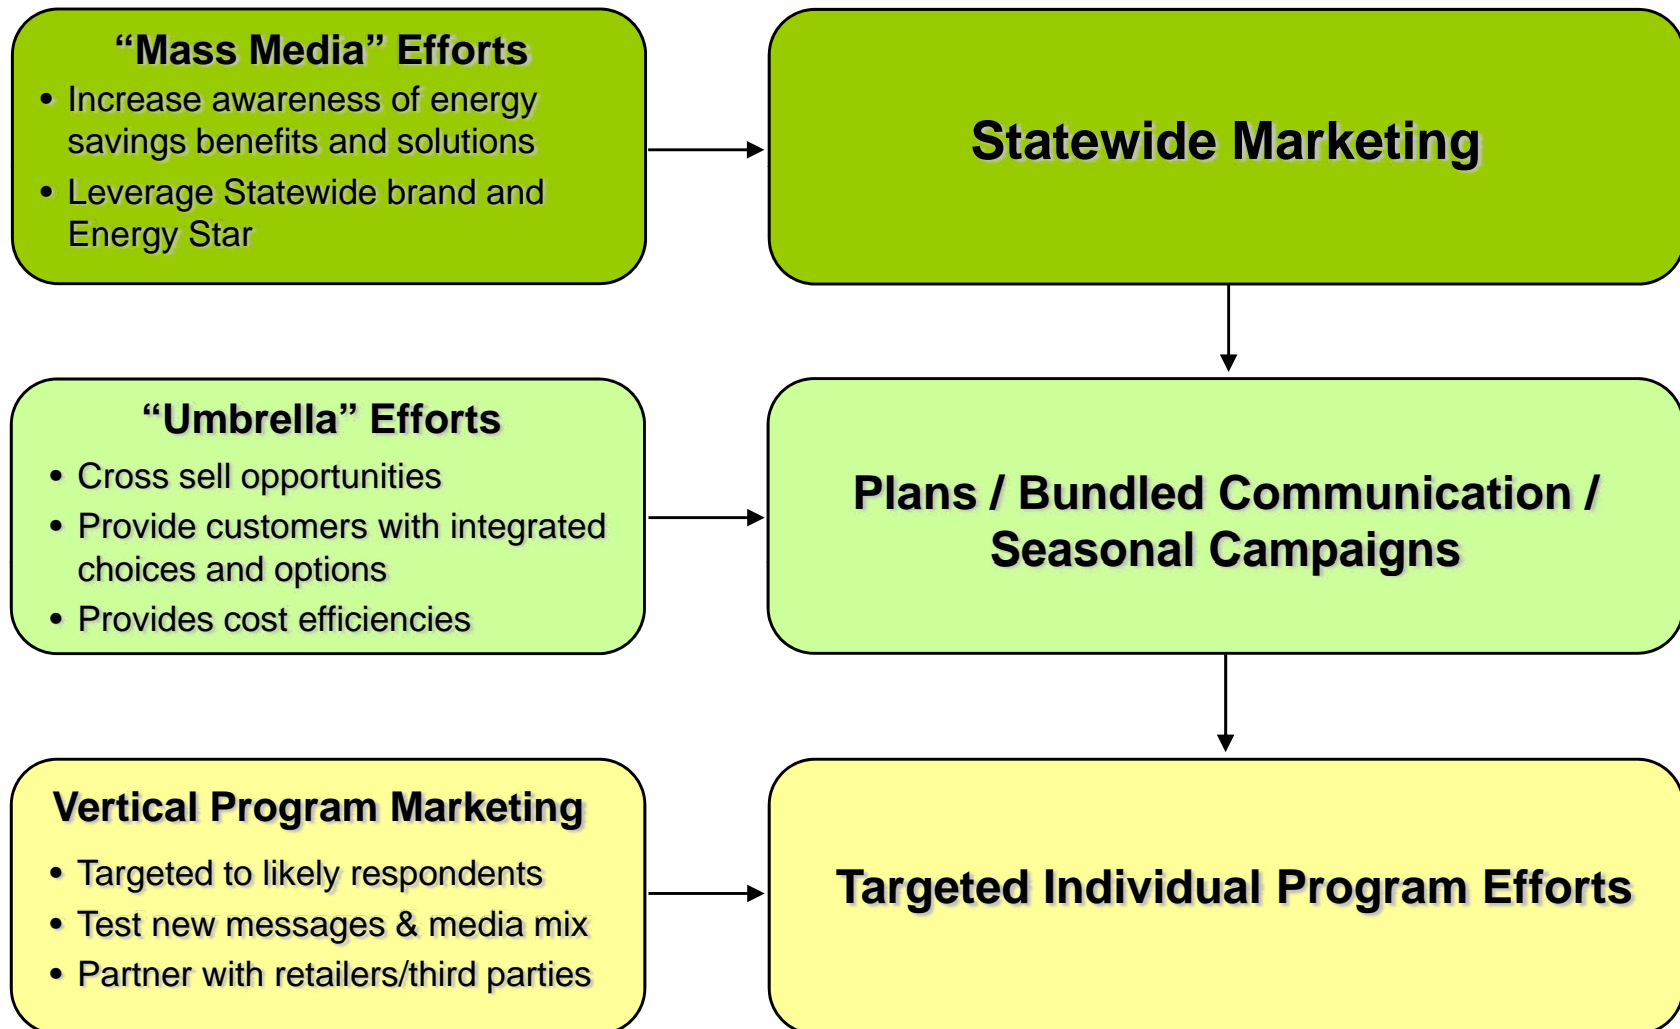 “Mass Media” Efforts
• Increase awareness of energy
savings benefits and solutions
• Leverage Statewide brand and
Energy Star
Statewide Marketing
“Umbrella” Efforts
• Cross sell opportunities
• Provide customers with integrated
choices and options
• Provides cost efficiencies
Plans / Bundled Communication /
Seasonal Campaigns
Vertical Program Marketing
• Targeted to likely respondents
• Test new messages & media mix
• Partner with retailers/third parties
Targeted Individual Program Efforts